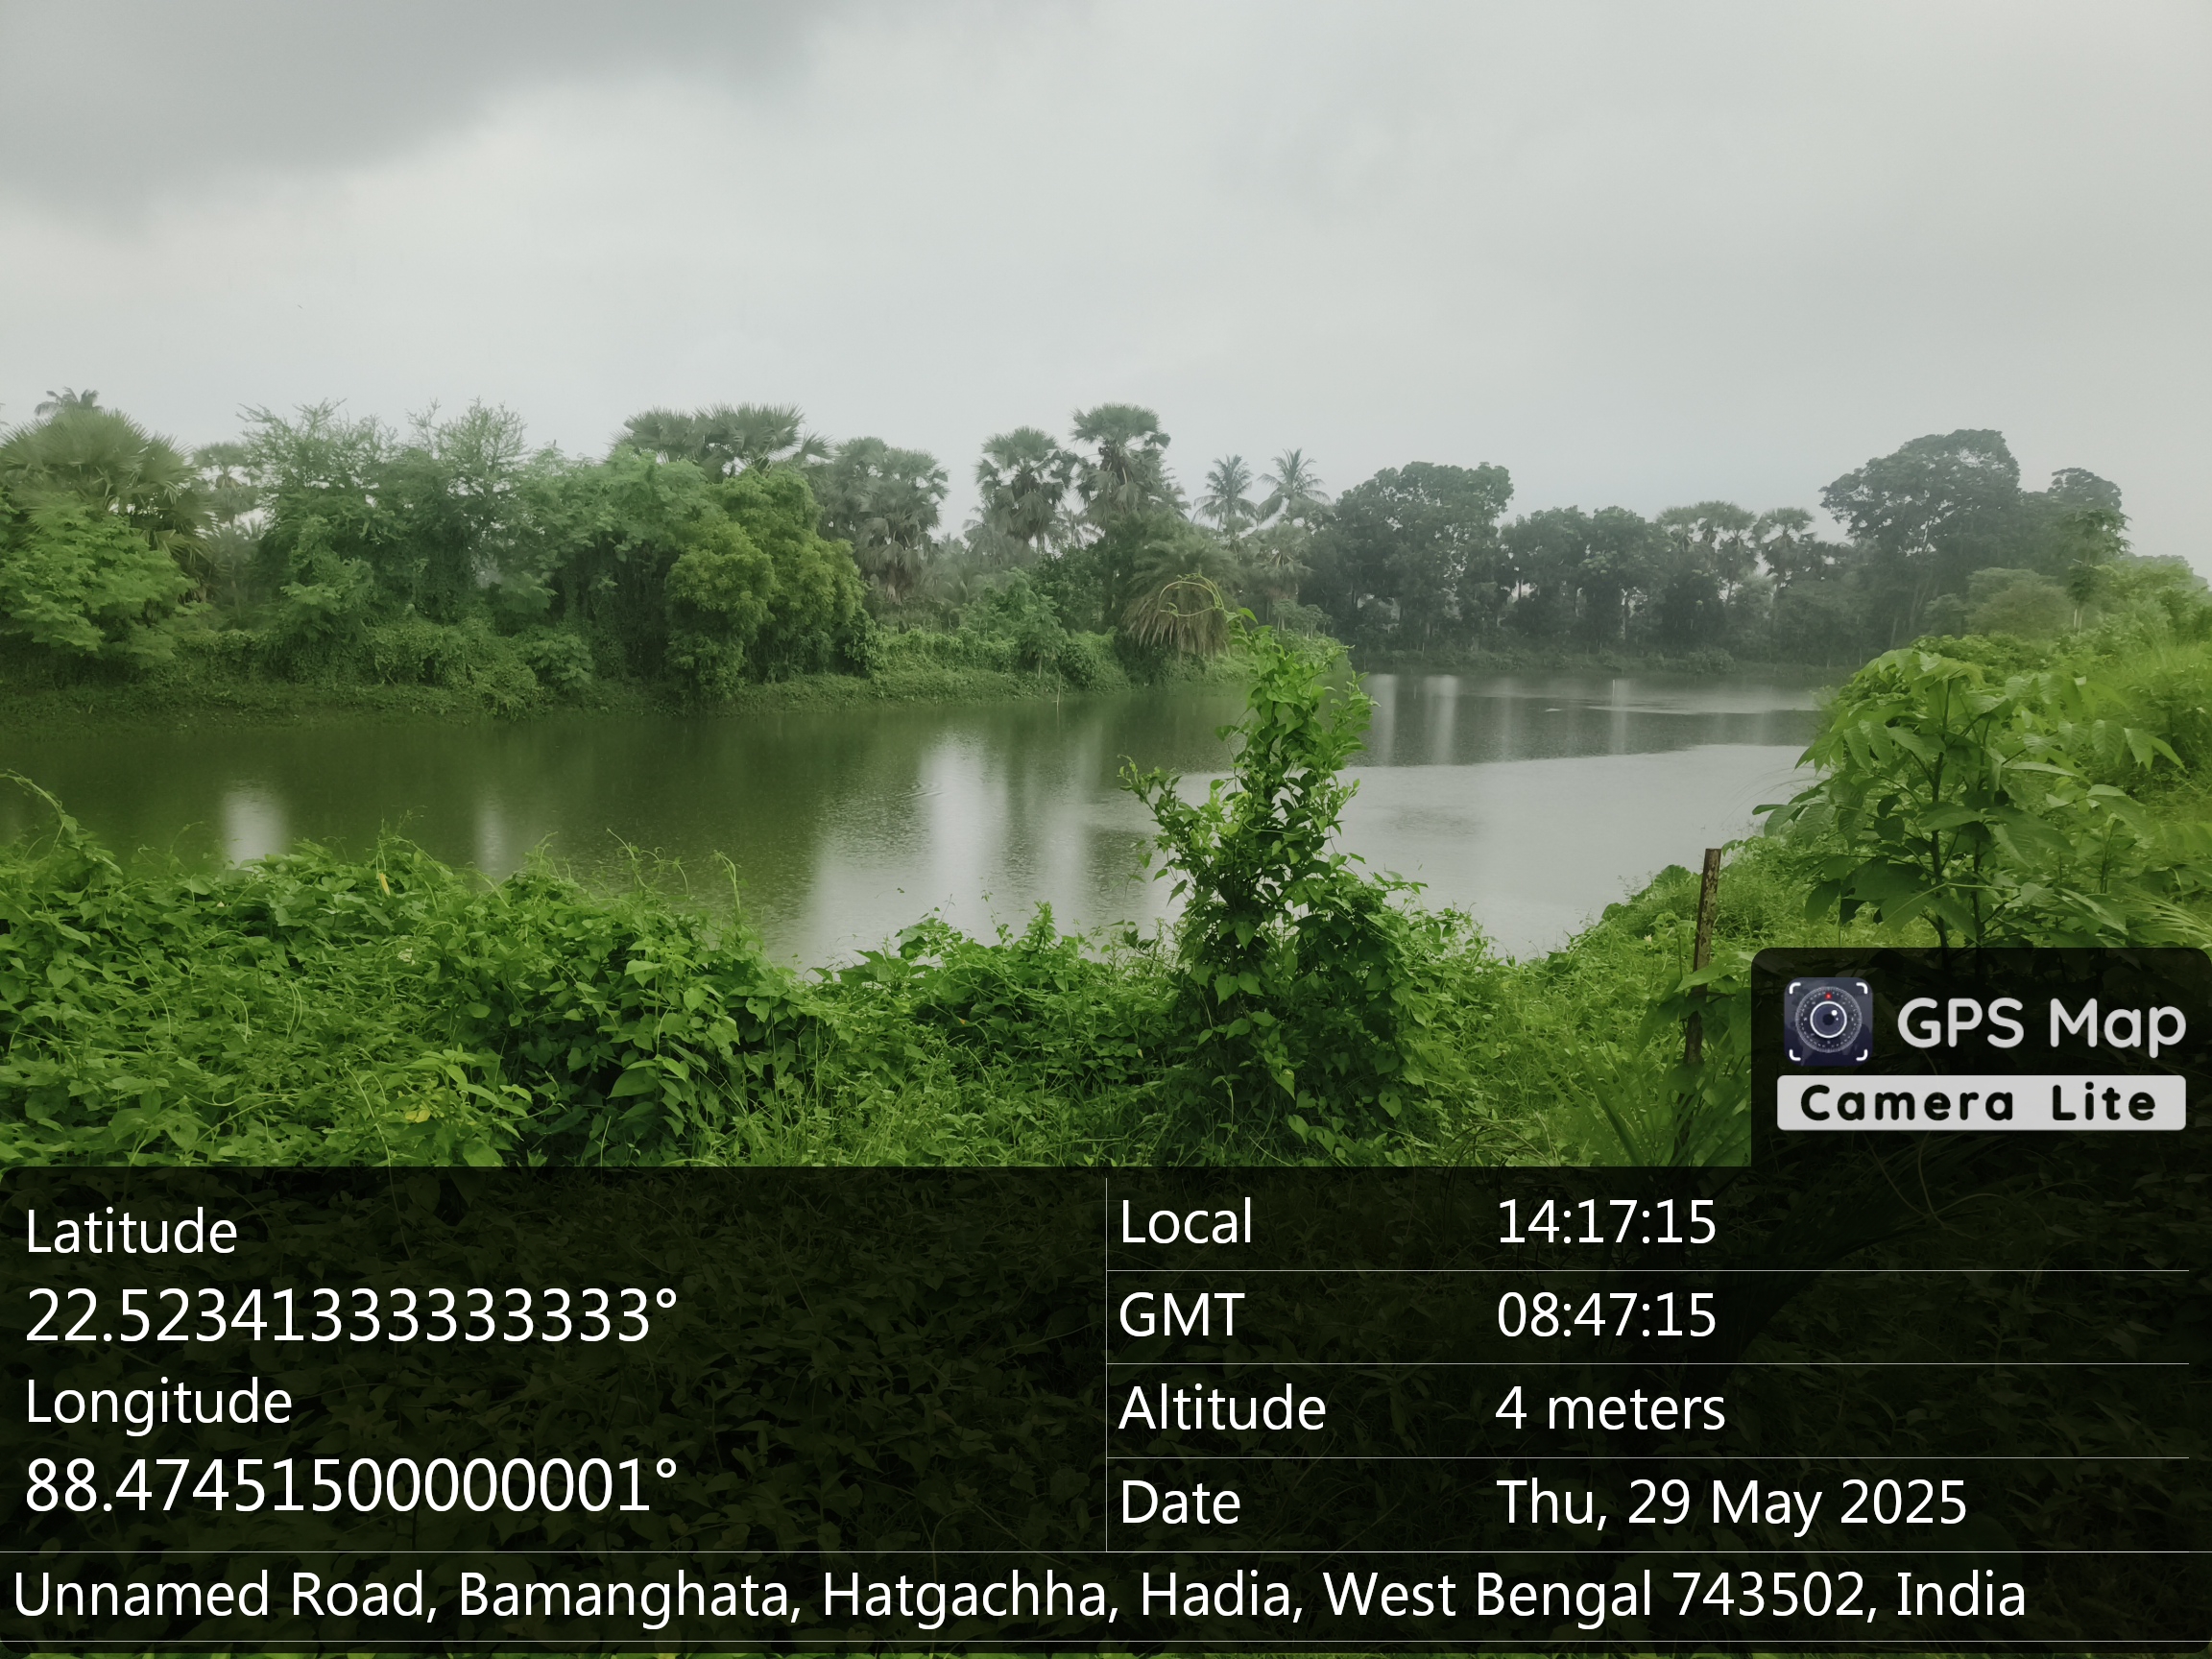 GPS Map
Camera Lite
Latitude
22.52341333333333°
Longitude
88.47451500000001°
Local 14:17:15
GMT 08:47:15
Altitude 4 meters
Date Thu, 29 May 2025
Unnamed Road, Bamanghata, Hatgachha, Hadia, West Bengal 743502, India